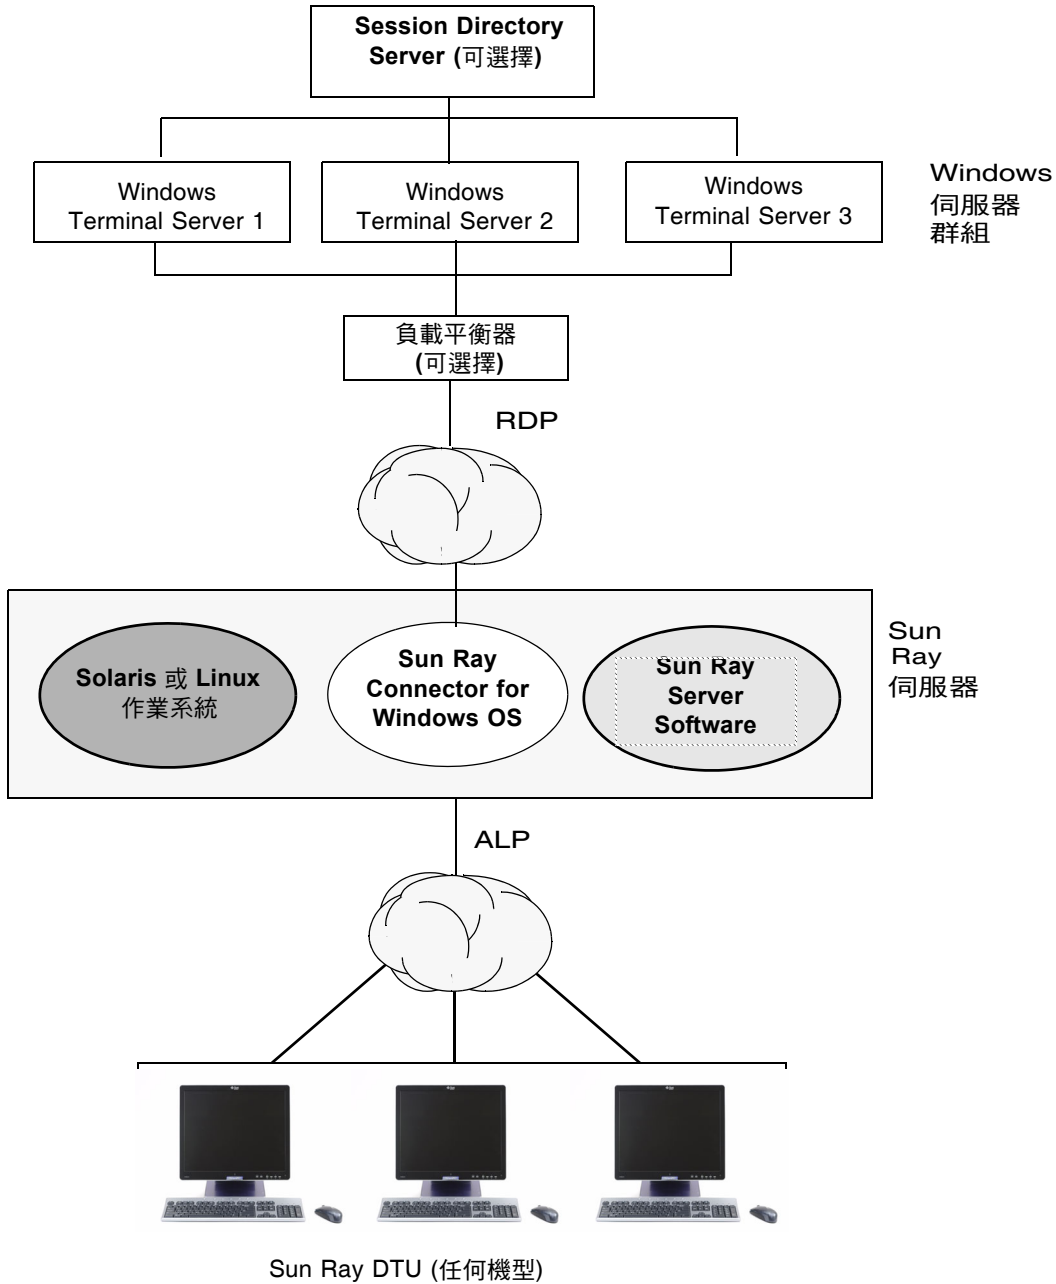 Session Directory
Server (可選擇)
Windows
Terminal Server 1
Windows
Terminal Server 2
Windows
Terminal Server 3
Windows
伺服器
群組
負載平衡器
(可選擇)
RDP
Solaris 或 Linux
作業系統
Sun Ray
Connector for
Windows OS
Sun Ray
Server
Software
Sun
Ray
伺服器
ALP
Sun Ray DTU (任何機型)